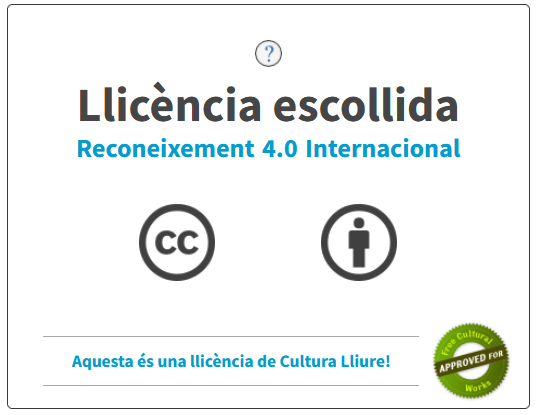 ?
Llicència escollida
Reconeixement 4.0 Internacional
cc
Aquesta és una llicència de Cultura Lliure!
Free Cultural
APPROVED FOR
Works